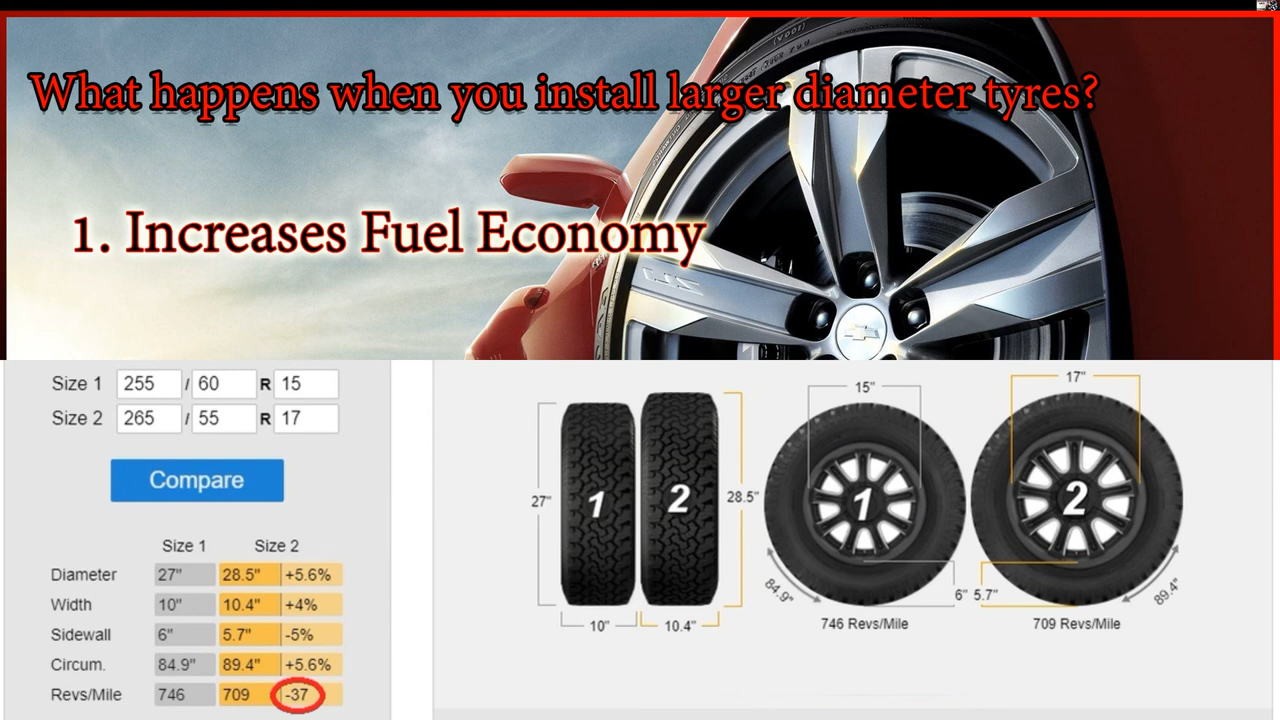 What happens when you install larger diameter tyres?
1. Increases Fuel Economy
ZL1
Size 1 255 / 60 R 15
Size 2 265 / 55 R 17
Compare
Size 1 Size 2
Diameter 27" 28.5" +5.6%
Width 10" 10.4" +4%
Sidewall 6" 5.7" -5%
Circum. 84.9" 89.4" +5.6%
Revs/Mile 746 709 -37
15" 17"
27" 1 2 28.5" 1 2
84.9" 6" 5.7" 89.4"
10" 10.4" 746 Revs/Mile 709 Revs/Mile